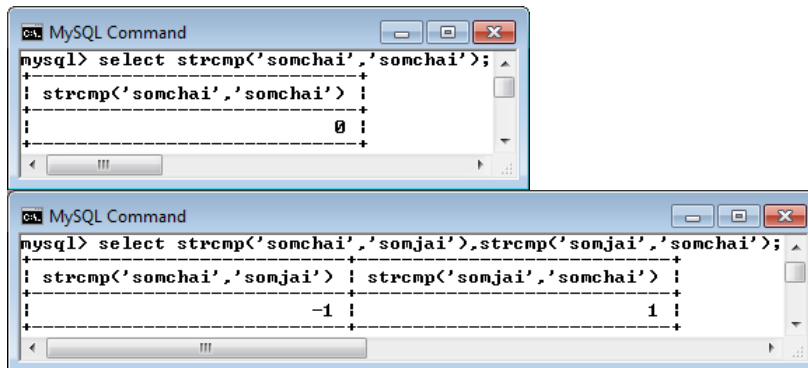 MySQL Command
mysql> select strcmp('somchai','somchai');
+-----------------------------+
| strcmp('somchai','somchai') |
+-----------------------------+
|                           0 |
+-----------------------------+
MySQL Command
mysql> select strcmp('somchai','somjai'),strcmp('somjai','somchai');
+----------------------------+----------------------------+
| strcmp('somchai','somjai') | strcmp('somjai','somchai') |
+----------------------------+----------------------------+
|                         -1 |                          1 |
+----------------------------+----------------------------+